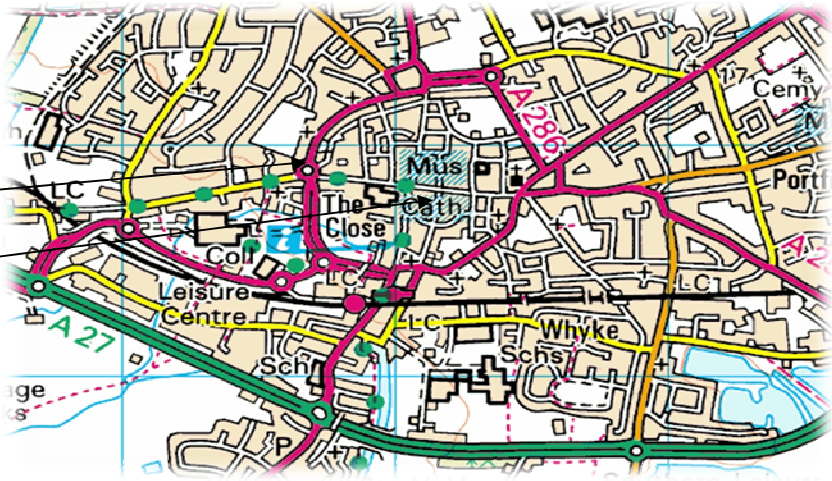 A 286
17
Cemy
M
Mus
LC
Portf
Cath
The
Close
Coll
A 2
LC
LC
Leisure
Centre
LC
A 27
Whyke
Sch
Schs
age
ks
P